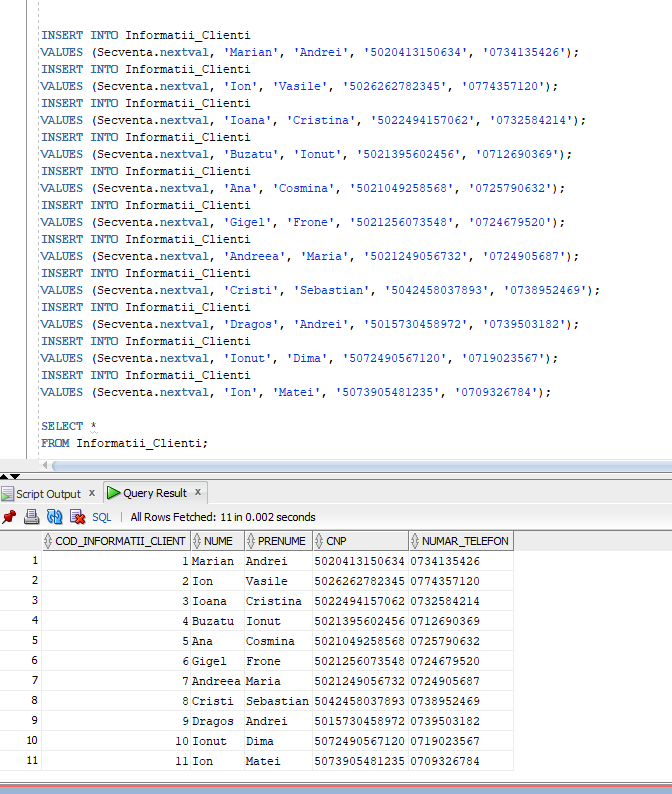 INSERT INTO Informatii_Clienti
VALUES (Secventa.nextval, 'Marian', 'Andrei', '5020413150634', '0734135426');
INSERT INTO Informatii_Clienti
VALUES (Secventa.nextval, 'Ion', 'Vasile', '5026262782345', '0774357120');
INSERT INTO Informatii_Clienti
VALUES (Secventa.nextval, 'Ioana', 'Cristina', '5022494157062', '0732584214');
INSERT INTO Informatii_Clienti
VALUES (Secventa.nextval, 'Buzatu', 'Ionut', '5021395602456', '0712690369');
INSERT INTO Informatii_Clienti
VALUES (Secventa.nextval, 'Ana', 'Cosmina', '5021049258568', '0725790632');
INSERT INTO Informatii_Clienti
VALUES (Secventa.nextval, 'Gigel', 'Frone', '5021256073548', '0724679520');
INSERT INTO Informatii_Clienti
VALUES (Secventa.nextval, 'Andreea', 'Maria', '5021249056732', '0724905687');
INSERT INTO Informatii_Clienti
VALUES (Secventa.nextval, 'Cristi', 'Sebastian', '5042458037893', '0738952469');
INSERT INTO Informatii_Clienti
VALUES (Secventa.nextval, 'Dragos', 'Andrei', '5015730458972', '0739503182');
INSERT INTO Informatii_Clienti
VALUES (Secventa.nextval, 'Ionut', 'Dima', '5072490567120', '0719023567');
INSERT INTO Informatii_Clienti
VALUES (Secventa.nextval, 'Ion', 'Matei', '5073905481235', '0709326784');
SELECT *
FROM Informatii_Clienti;
Script Output x Query Result x
SQL | All Rows Fetched: 11 in 0.002 seconds
COD_INFORMATII_CLIENT NUME PRENUME CNP NUMAR_TELEFON
1 1 Marian Andrei 5020413150634 0734135426
2 2 Ion Vasile 5026262782345 0774357120
3 3 Ioana Cristina 5022494157062 0732584214
4 4 Buzatu Ionut 5021395602456 0712690369
5 5 Ana Cosmina 5021049258568 0725790632
6 6 Gigel Frone 5021256073548 0724679520
7 7 Andreea Maria 5021249056732 0724905687
8 8 Cristi Sebastian 5042458037893 0738952469
9 9 Dragos Andrei 5015730458972 0739503182
10 10 Ionut Dima 5072490567120 0719023567
11 11 Ion Matei 5073905481235 0709326784